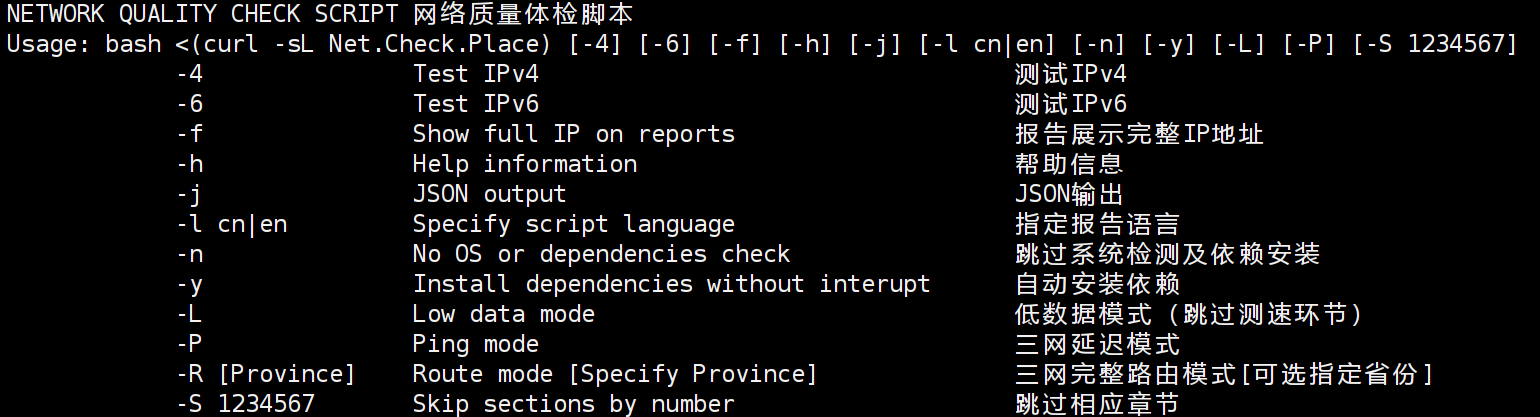 NETWORK QUALITY CHECK SCRIPT 网络质量体检脚本
Usage: bash <(curl -sL Net.Check.Place) [-4] [-6] [-f] [-h] [-j] [-l cn|en] [-n] [-y] [-L] [-P] [-S 1234567]
-4 Test IPv4 测试IPv4
-6 Test IPv6 测试IPv6
-f Show full IP on reports 报告展示完整IP地址
-h Help information 帮助信息
-j JSON output JSON输出
-l cn|en Specify script language 指定报告语言
-n No OS or dependencies check 跳过系统检测及依赖安装
-y Install dependencies without interupt 自动安装依赖
-L Low data mode 低数据模式（跳过测速环节）
-P Ping mode 三网延迟模式
-R [Province] Route mode [Specify Province] 三网完整路由模式[可选指定省份]
-S 1234567 Skip sections by number 跳过相应章节